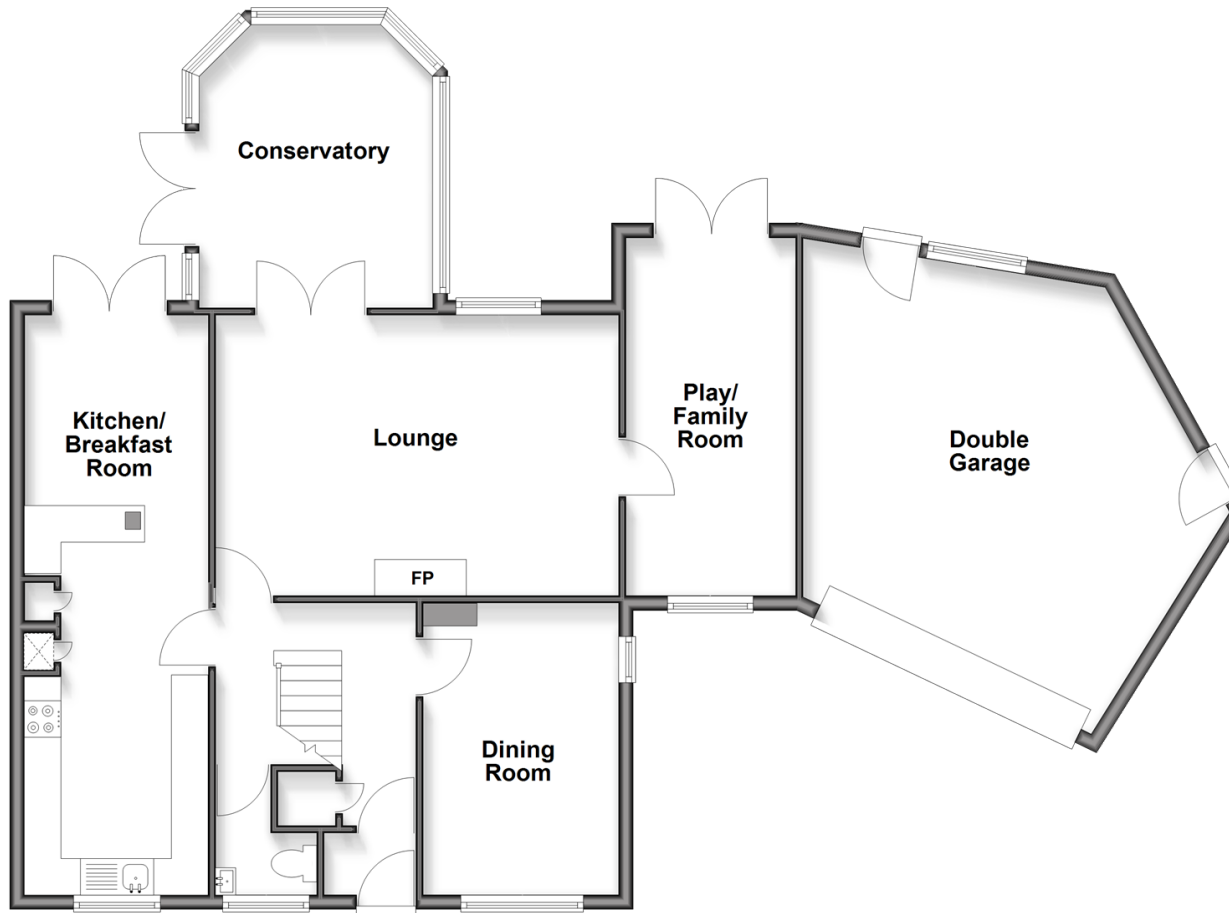 Conservatory
Kitchen/
Breakfast
Room
Lounge
Play/
Family
Room
Double
Garage
FP
Dining
Room